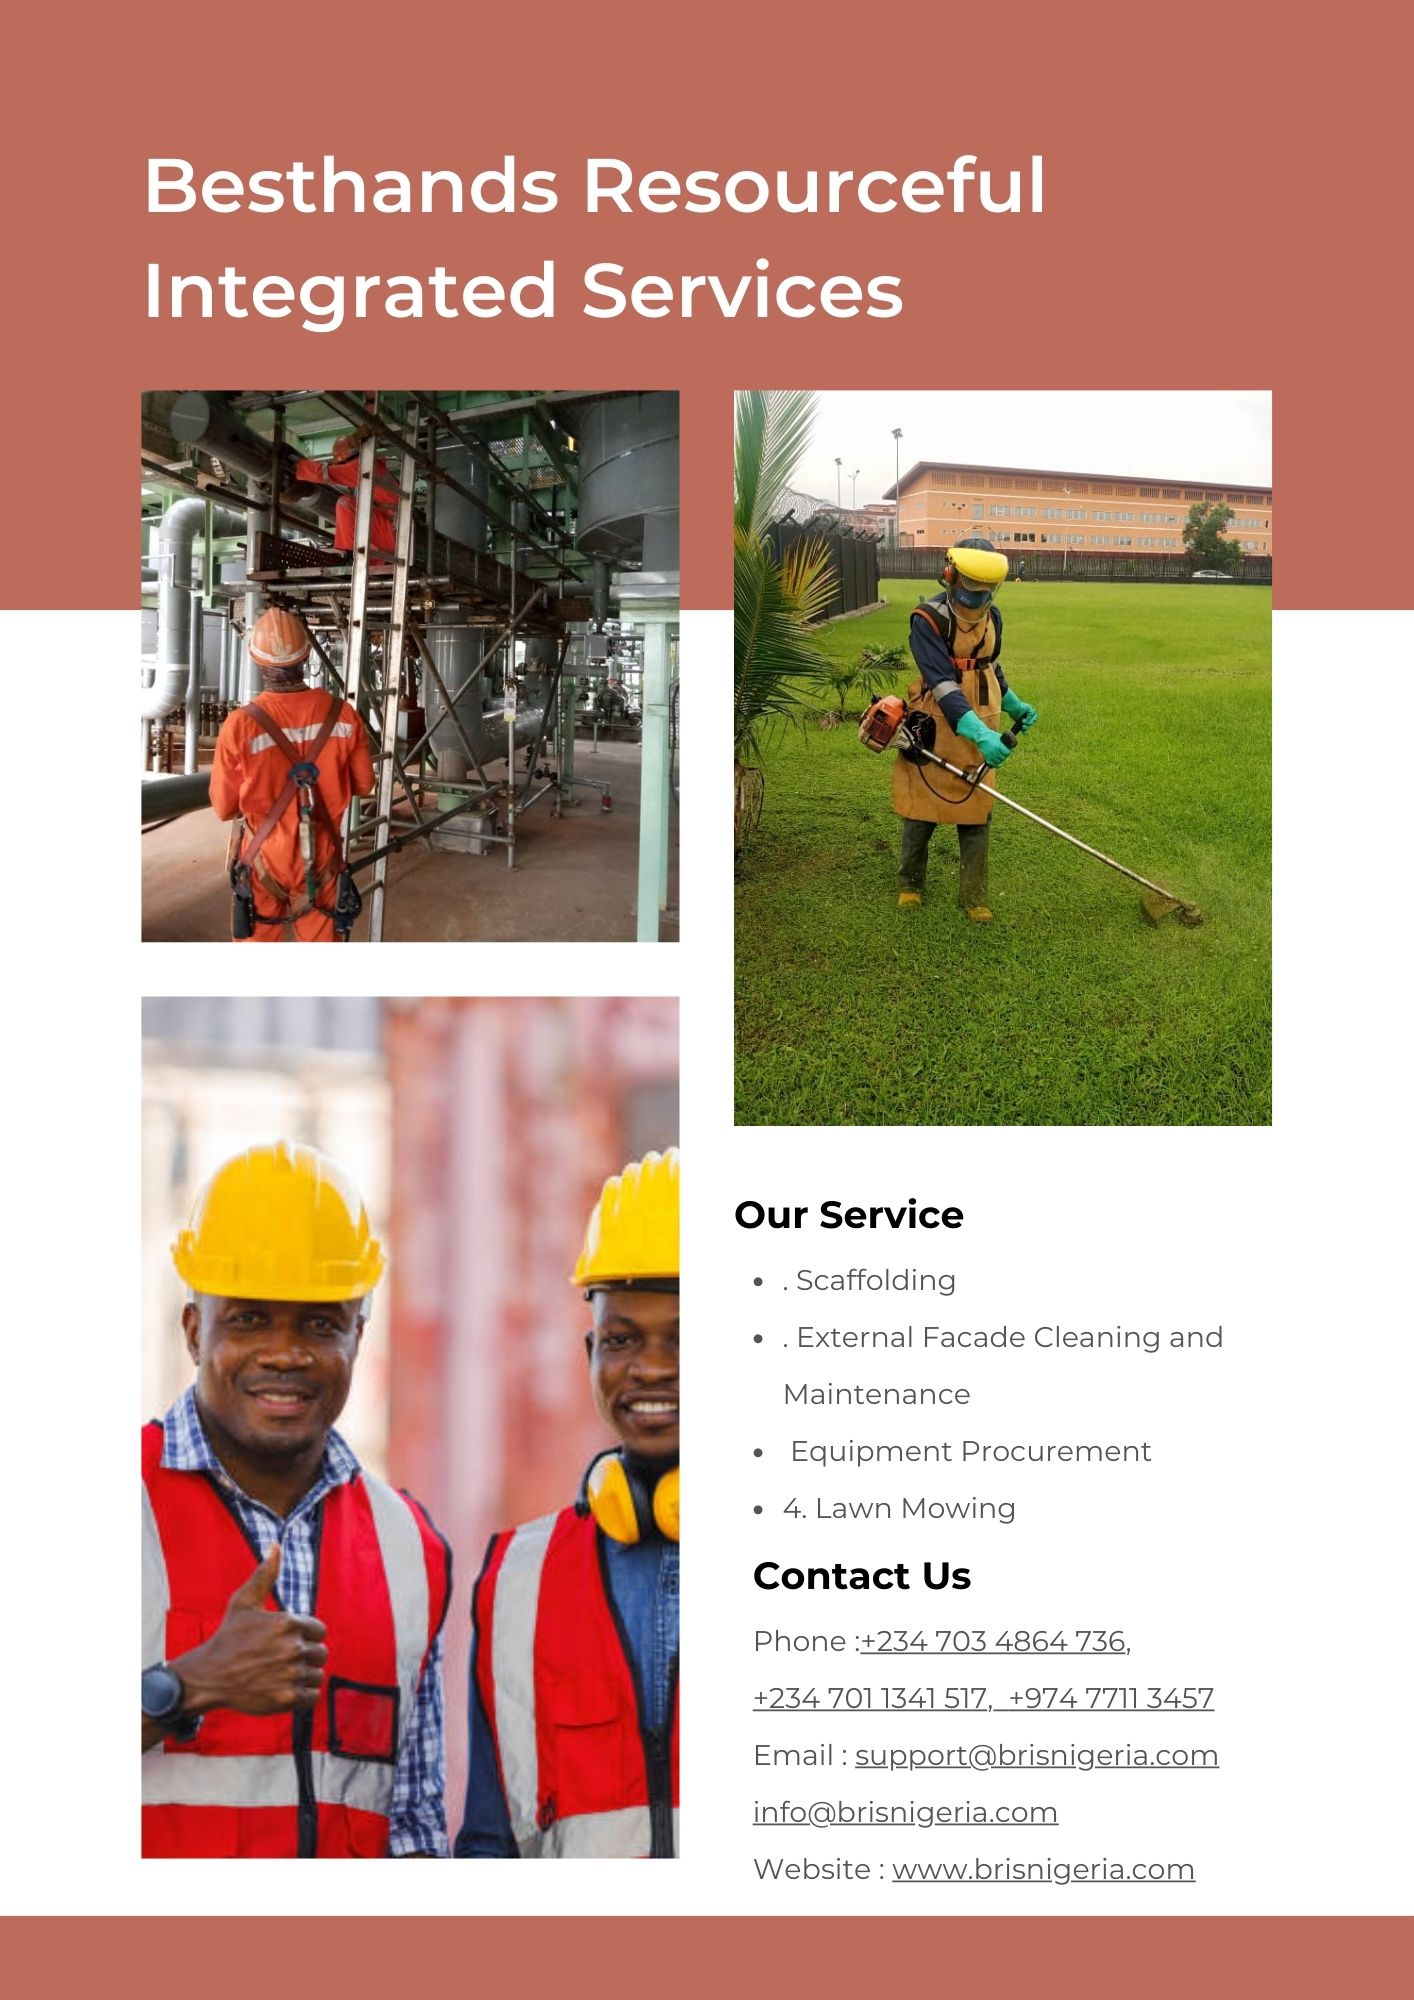 Besthands Resourceful
Integrated Services
Our Service
• . Scaffolding
• . External Facade Cleaning and
Maintenance
• Equipment Procurement
• 4. Lawn Mowing
Contact Us
Phone :+234 703 4864 736,
+234 701 1341 517,  +974 7711 3457
Email : support@brisnigeria.com
info@brisnigeria.com
Website : www.brisnigeria.com